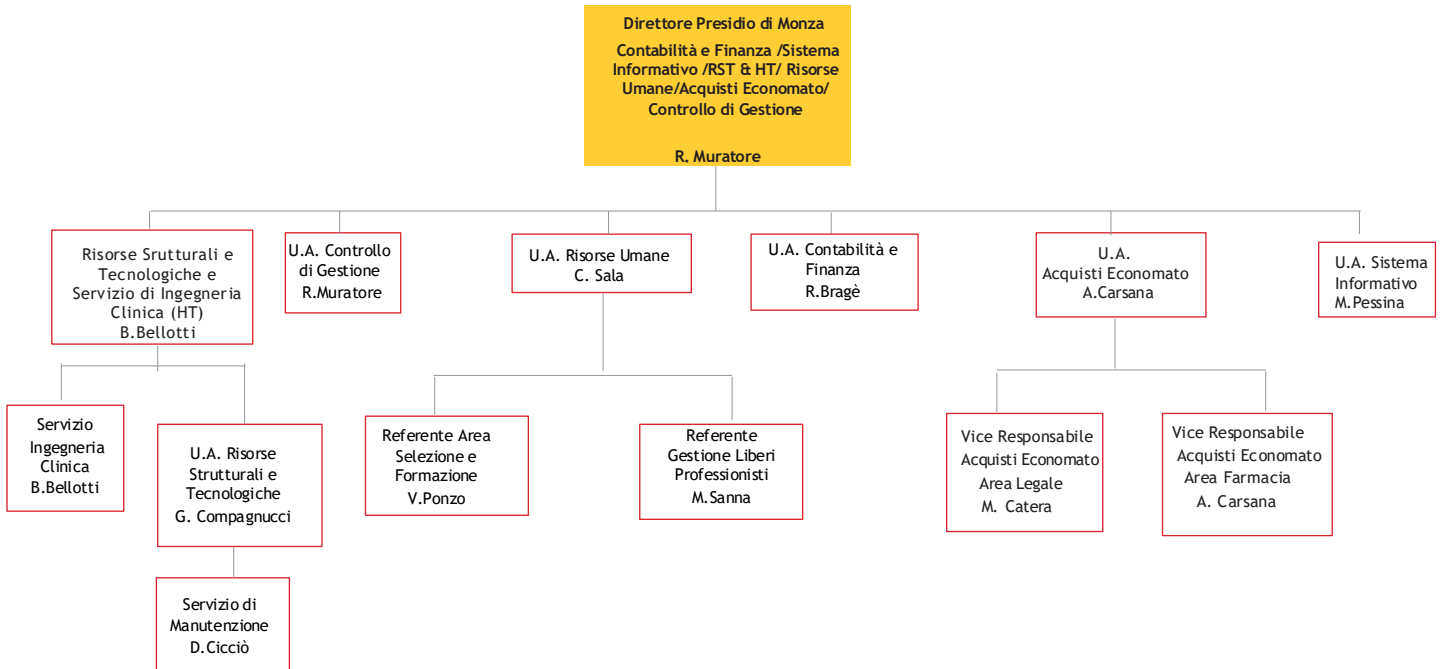 Direttore Presidio di Monza
Contabilità e Finanza /Sistema
Informativo /RST & HT/ Risorse
Umane/Acquisti Economato/
Controllo di Gestione
R. Muratore
Risorse Srutturali e
Tecnologiche e
Servizio di Ingegneria
Clinica (HT)
B.Bellotti
U.A. Controllo
di Gestione
R.Muratore
U.A. Risorse Umane
C. Sala
U.A. Contabilità e
Finanza
R.Bragè
U.A.
Acquisti Economato
A.Carsana
U.A. Sistema
Informativo
M.Pessina
Servizio
Ingegneria
Clinica
B.Bellotti
U.A. Risorse
Strutturali e
Tecnologiche
G. Compagnucci
Referente Area
Selezione e
Formazione
V.Ponzo
Referente
Gestione Liberi
Professionisti
M.Sanna
Vice Responsabile
Acquisti Economato
Area Legale
M. Catera
Vice Responsabile
Acquisti Economato
Area Farmacia
A. Carsana
Servizio di
Manutenzione
D.Cicciò